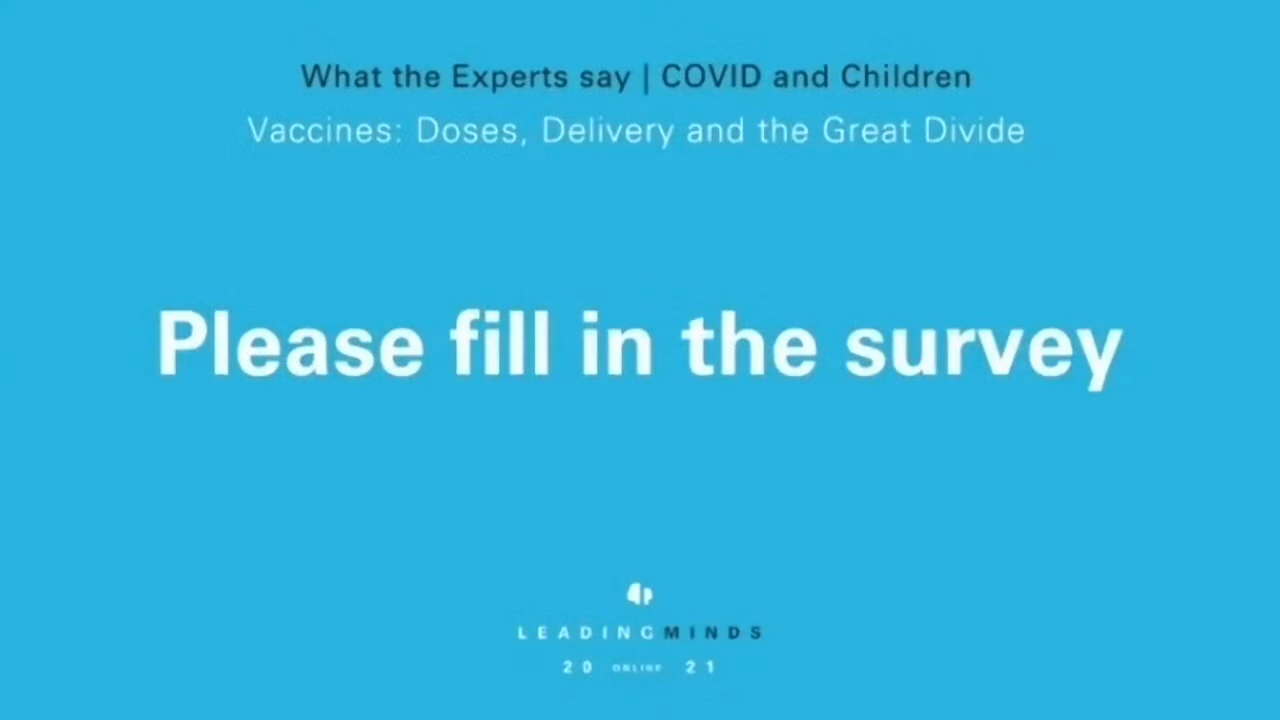 What the Experts say | COVID and Children
Vaccines: Doses, Delivery and the Great Divide
Please fill in the survey
LEADINGMINDS
20 ONLINE 21